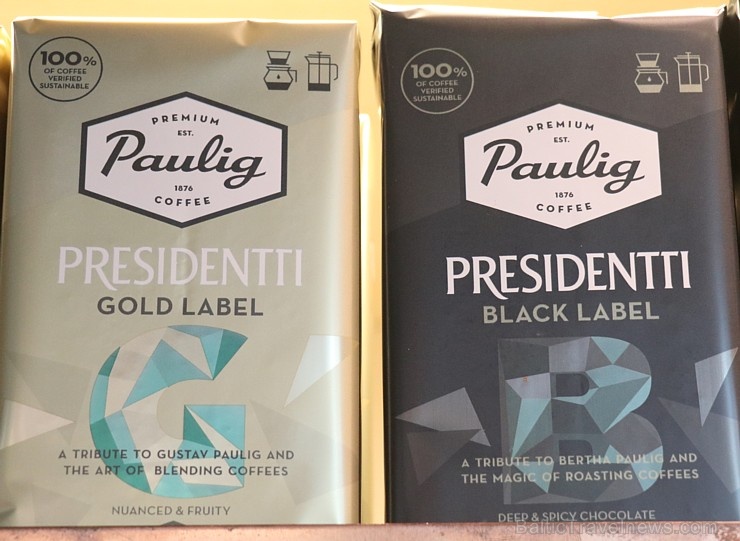 100%
OF COFFEE
VERIFIED
SUSTAINABLE
PREMIUM
EST.
Paulig
1876
COFFEE
PRESIDENTTI
GOLD LABEL
G
A TRIBUTE TO GUSTAV PAULIG AND
THE ART OF BLENDING COFFEES
NUANCED & FRUITY
100%
OF COFFEE
VERIFIED
SUSTAINABLE
PREMIUM
EST.
Paulig
1876
COFFEE
PRESIDENTTI
BLACK LABEL
B
A TRIBUTE TO BERTHA PAULIG AND
THE MAGIC OF ROASTING COFFEES
DEEP & SPICY CHOCOLATE
BalticTravelnews.com